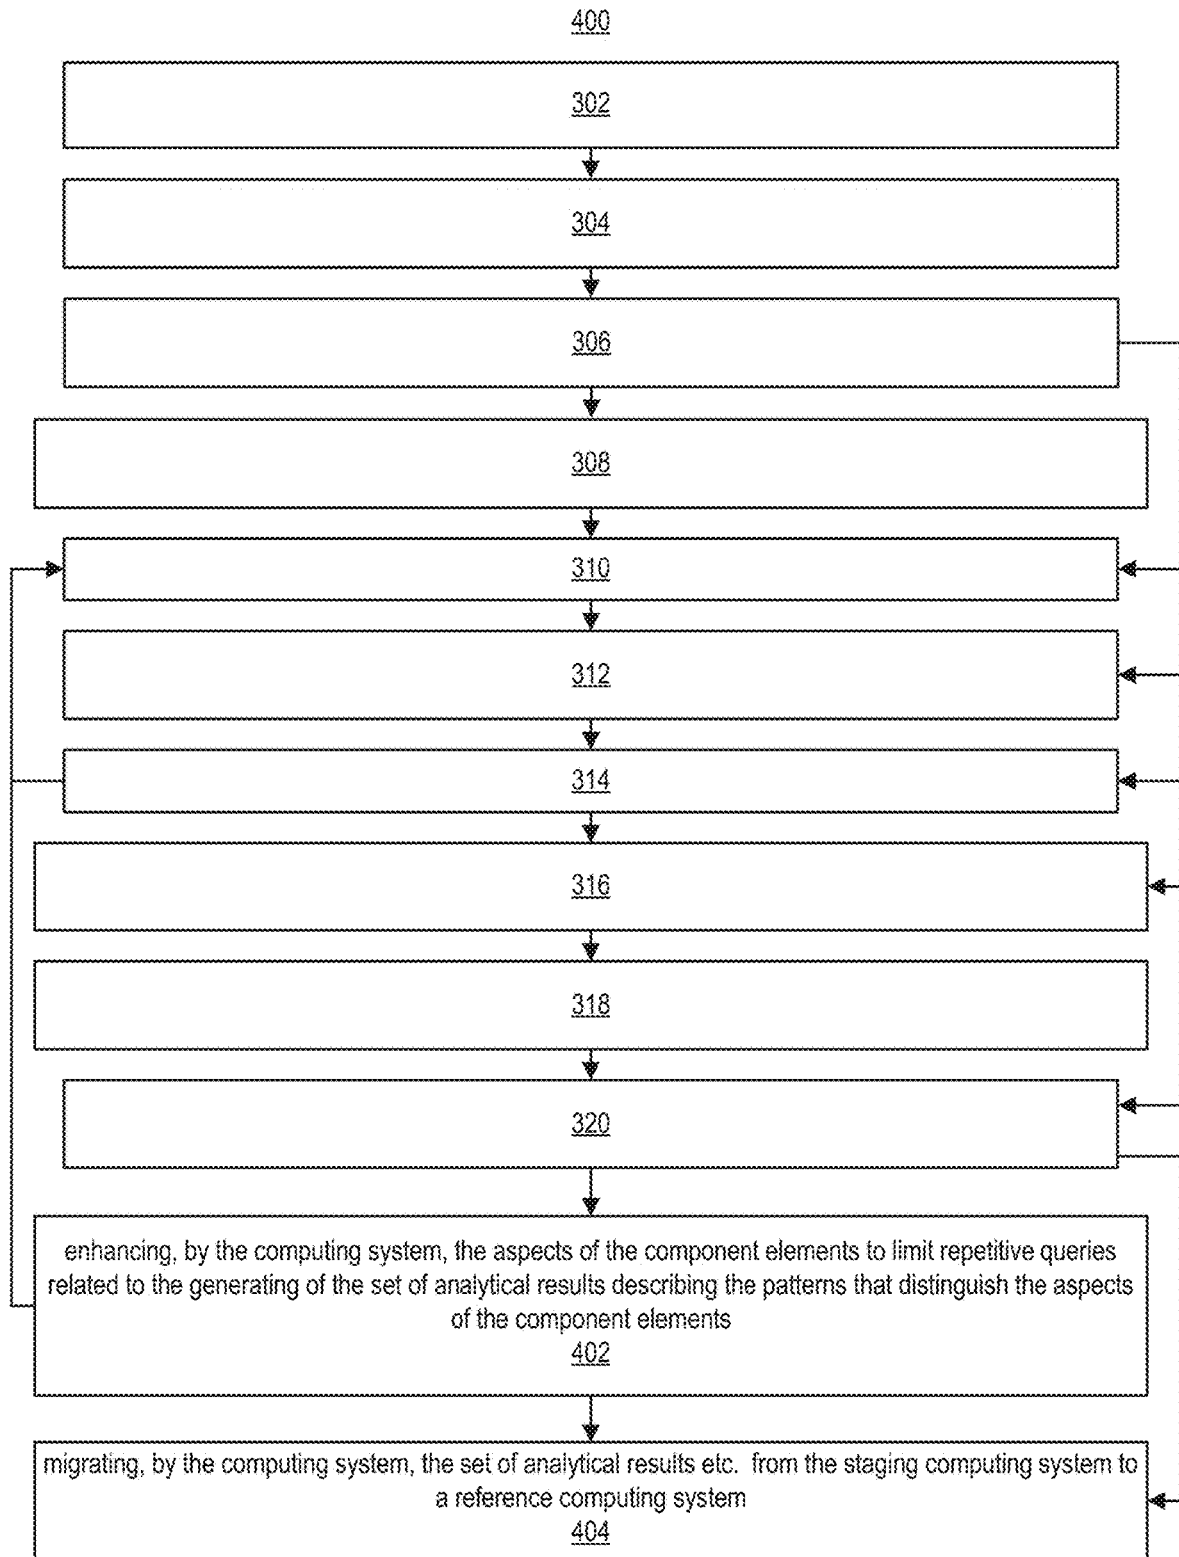 400
302
304
306
308
310
312
314
316
318
320
enhancing, by the computing system, the aspects of the component elements to limit repetitive queries
related to the generating of the set of analytical results describing the patterns that distinguish the aspects
of the component elements
402
migrating, by the computing system, the set of analytical results etc. from the staging computing system to
a reference computing system
404